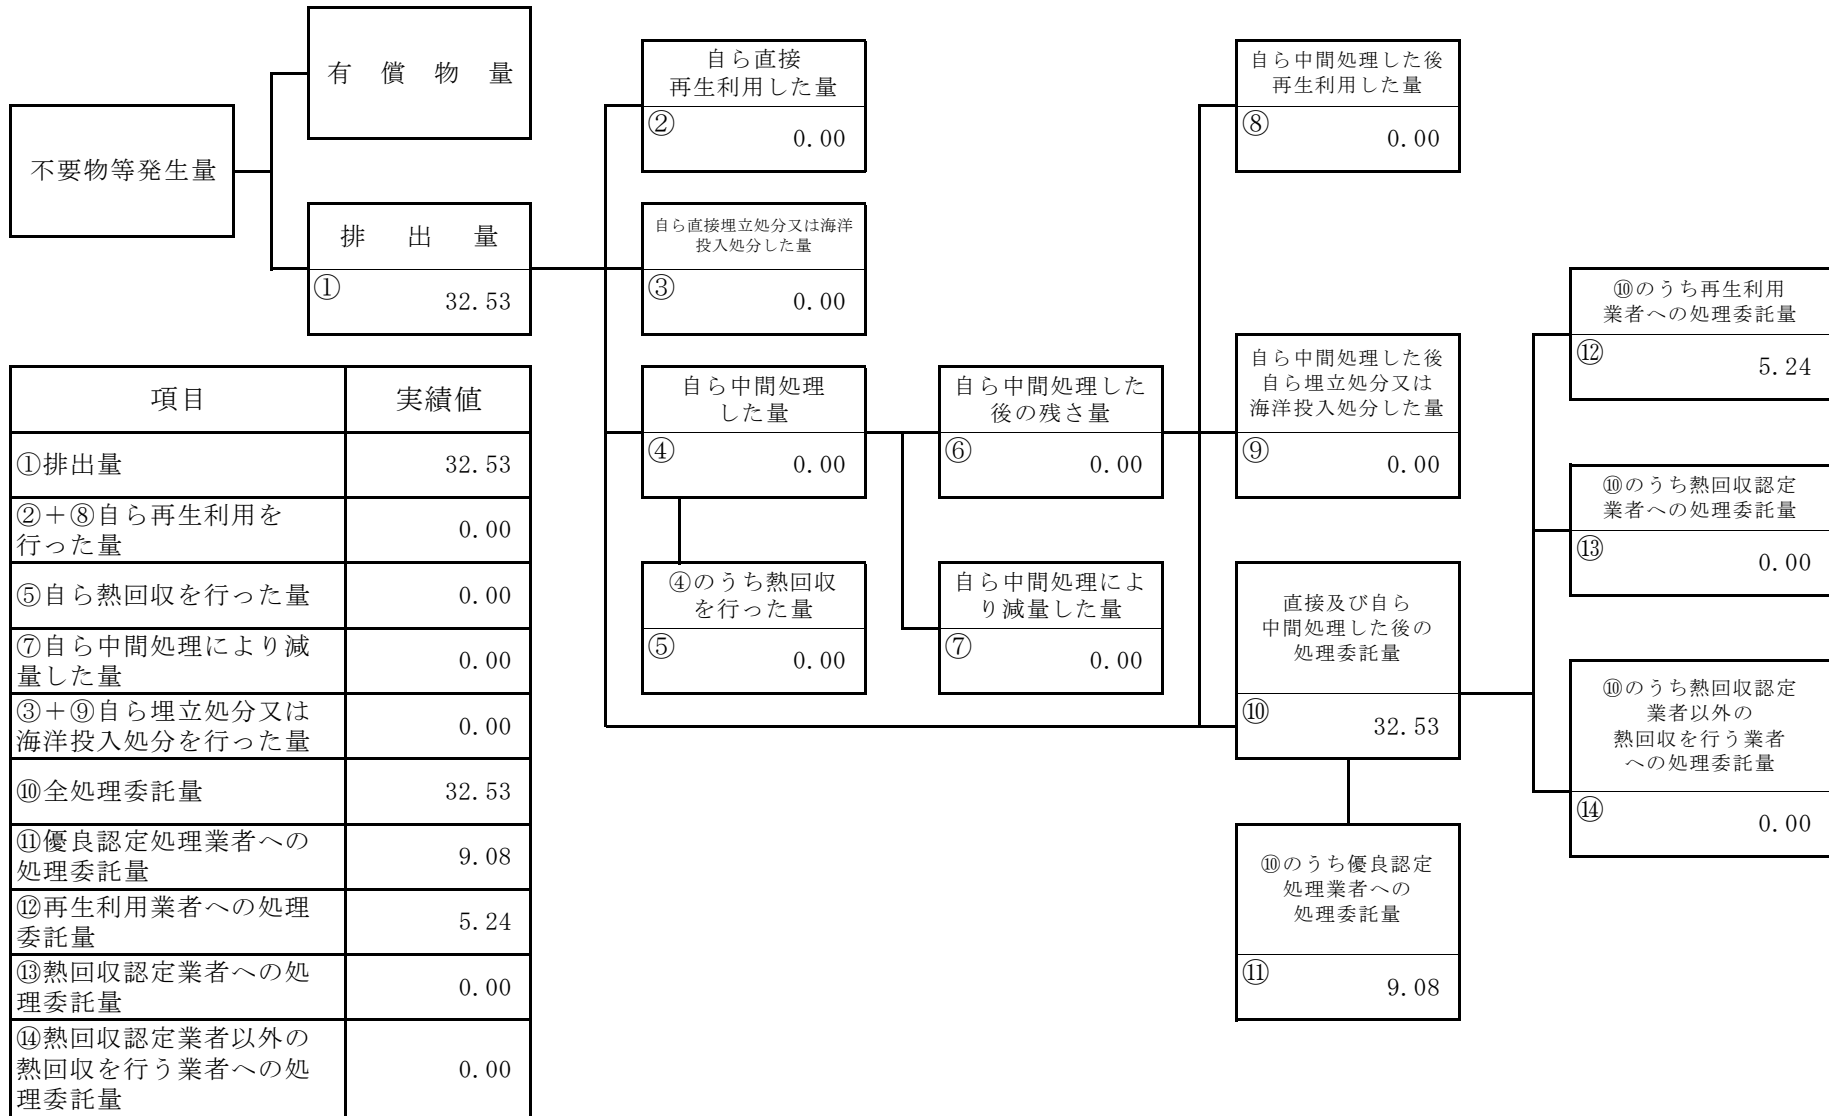 有償物量
不要物等発生量
排出量
①
32.53
自ら直接
再生利用した量
②
0.00
自ら直接埋立処分又は海洋
投入処分した量
③
0.00
自ら中間処理
した量
④
0.00
④のうち熱回収
を行った量
⑤
0.00
自ら中間処理した
後の残さ量
⑥
0.00
自ら中間処理によ
り減量した量
⑦
0.00
自ら中間処理した後
再生利用した量
⑧
0.00
自ら中間処理した後
自ら埋立処分又は
海洋投入処分した量
⑨
0.00
直接及び自ら
中間処理した後の
処理委託量
⑩
32.53
⑩のうち優良認定
処理業者への
処理委託量
⑪
9.08
⑩のうち再生利用
業者への処理委託量
⑫
5.24
⑩のうち熱回収認定
業者への処理委託量
⑬
0.00
⑩のうち熱回収認定
業者以外の
熱回収を行う業者
への処理委託量
⑭
0.00
項目 実績値
①排出量 32.53
②+⑧自ら再生利用を
行った量 0.00
⑤自ら熱回収を行った量 0.00
⑦自ら中間処理により減
量した量 0.00
③+⑨自ら埋立処分又は
海洋投入処分を行った量 0.00
⑩全処理委託量 32.53
⑪優良認定処理業者への
処理委託量 9.08
⑫再生利用業者への処理
委託量 5.24
⑬熱回収認定業者への処
理委託量 0.00
⑭熱回収認定業者以外の
熱回収を行う業者への処
理委託量 0.00